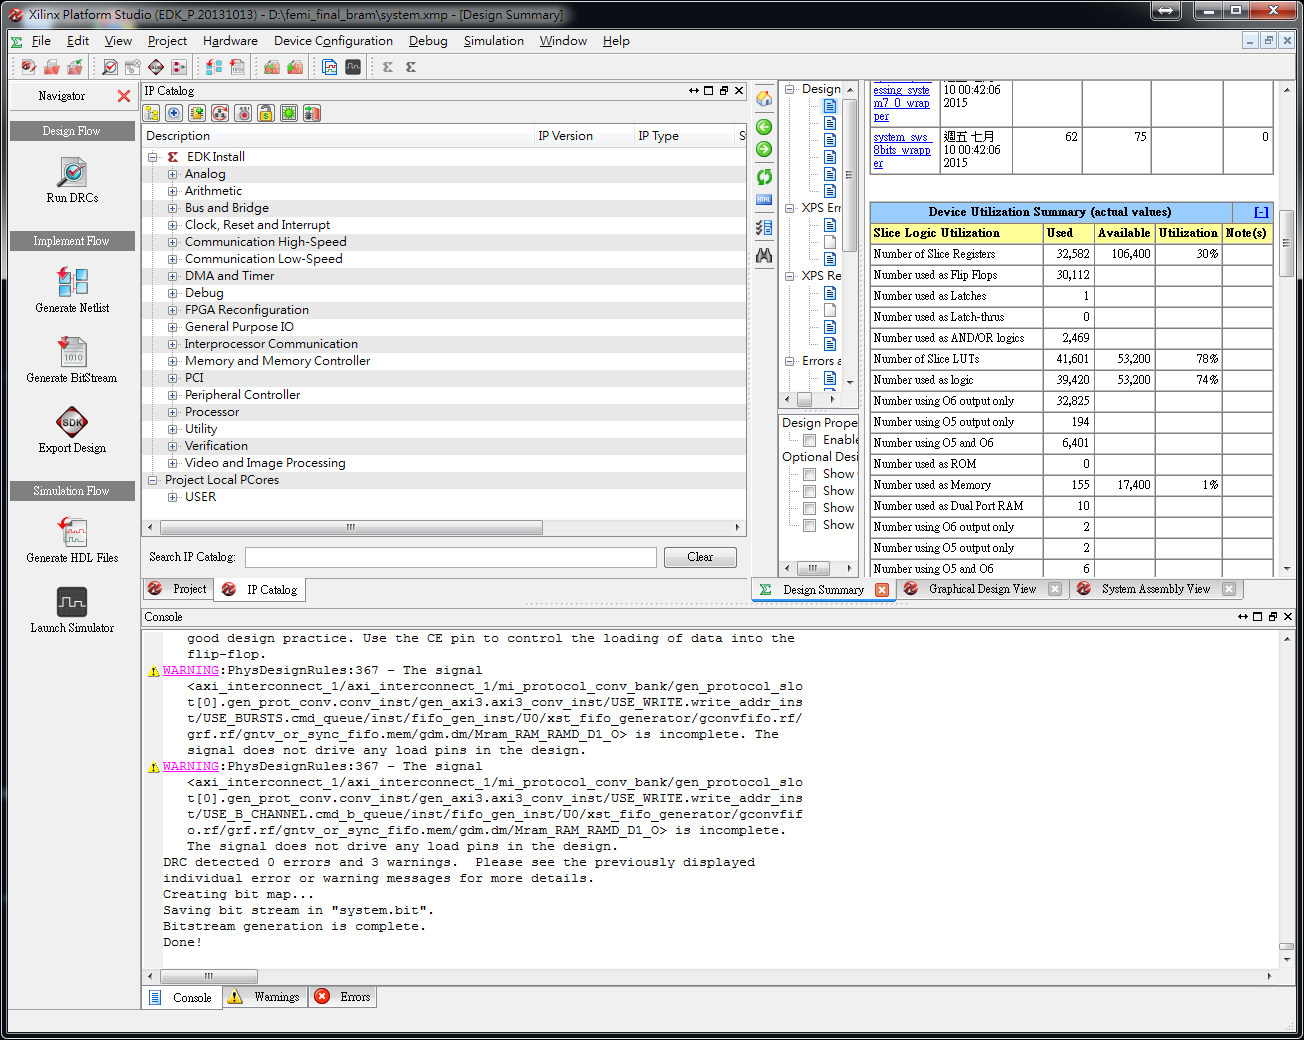 Xilinx Platform Studio (EDK_P.20131013) - D:\femi_final_bram\system.xmp - [Design Summary]
File Edit View Project Hardware Device Configuration Debug Simulation Window Help
Navigator
Design Flow
Run DRCs
Implement Flow
Generate Netlist
1010
Generate BitStream
SDK
Export Design
Simulation Flow
Generate HDL Files
Launch Simulator
IP Catalog
Description IP Version IP Type S
EDK Install
Analog
Arithmetic
Bus and Bridge
Clock, Reset and Interrupt
Communication High-Speed
Communication Low-Speed
DMA and Timer
Debug
FPGA Reconfiguration
General Purpose IO
Interprocessor Communication
Memory and Memory Controller
PCI
Peripheral Controller
Processor
Utility
Verification
Video and Image Processing
Project Local PCores
USER
Search IP Catalog: Clear
Project IP Catalog
Design
XPS Err
XPS Re
Errors a
Design Prope
Enable
Optional Desi
Show
Show
Show
Show
essing_syste
m7_0_wrap
per
10 00:42:06
2015
system_sws_
8bits_wrapp
er
週五 七月
10 00:42:06
2015
62 75 0
Device Utilization Summary (actual values) [-]
Slice Logic Utilization Used Available Utilization Note(s)
Number of Slice Registers 32,582 106,400 30%
Number used as Flip Flops 30,112
Number used as Latches 1
Number used as Latch-thrus 0
Number used as AND/OR logics 2,469
Number of Slice LUTs 41,601 53,200 78%
Number used as logic 39,420 53,200 74%
Number using O6 output only 32,825
Number using O5 output only 194
Number using O5 and O6 6,401
Number used as ROM 0
Number used as Memory 155 17,400 1%
Number used as Dual Port RAM 10
Number using O6 output only 2
Number using O5 output only 2
Number using O5 and O6 6
Design Summary Graphical Design View System Assembly View
Console
good design practice. Use the CE pin to control the loading of data into the
flip-flop.
WARNING:PhysDesignRules:367 - The signal
<axi_interconnect_1/axi_interconnect_1/mi_protocol_conv_bank/gen_protocol_slo
t[0].gen_prot_conv.conv_inst/gen_axi3.axi3_conv_inst/USE_WRITE.write_addr_ins
t/USE_BURSTS.cmd_queue/inst/fifo_gen_inst/U0/xst_fifo_generator/gconvfifo.rf/
grf.rf/gntv_or_sync_fifo.mem/gdm.dm/Mram_RAM_RAMD_D1_O> is incomplete. The
signal does not drive any load pins in the design.
WARNING:PhysDesignRules:367 - The signal
<axi_interconnect_1/axi_interconnect_1/mi_protocol_conv_bank/gen_protocol_slo
t[0].gen_prot_conv.conv_inst/gen_axi3.axi3_conv_inst/USE_WRITE.write_addr_ins
t/USE_B_CHANNEL.cmd_b_queue/inst/fifo_gen_inst/U0/xst_fifo_generator/gconvfif
o.rf/grf.rf/gntv_or_sync_fifo.mem/gdm.dm/Mram_RAM_RAMD_D1_O> is incomplete.
The signal does not drive any load pins in the design.
DRC detected 0 errors and 3 warnings.  Please see the previously displayed
individual error or warning messages for more details.
Creating bit map...
Saving bit stream in "system.bit".
Bitstream generation is complete.
Done!
Console Warnings Errors